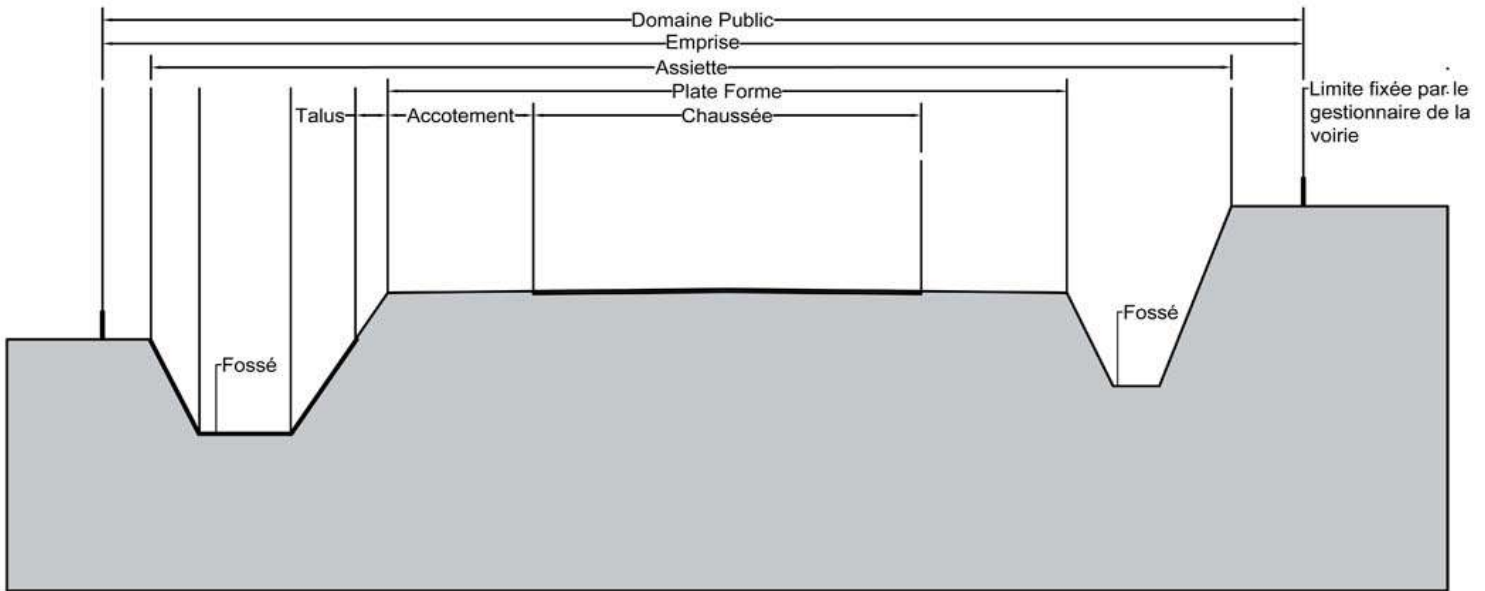 Domaine Public
Emprise
Assiette
Plate Forme
Talus
Accotement
Chaussée
Limite fixée par le
gestionnaire de la
voirie
Fossé
Fossé